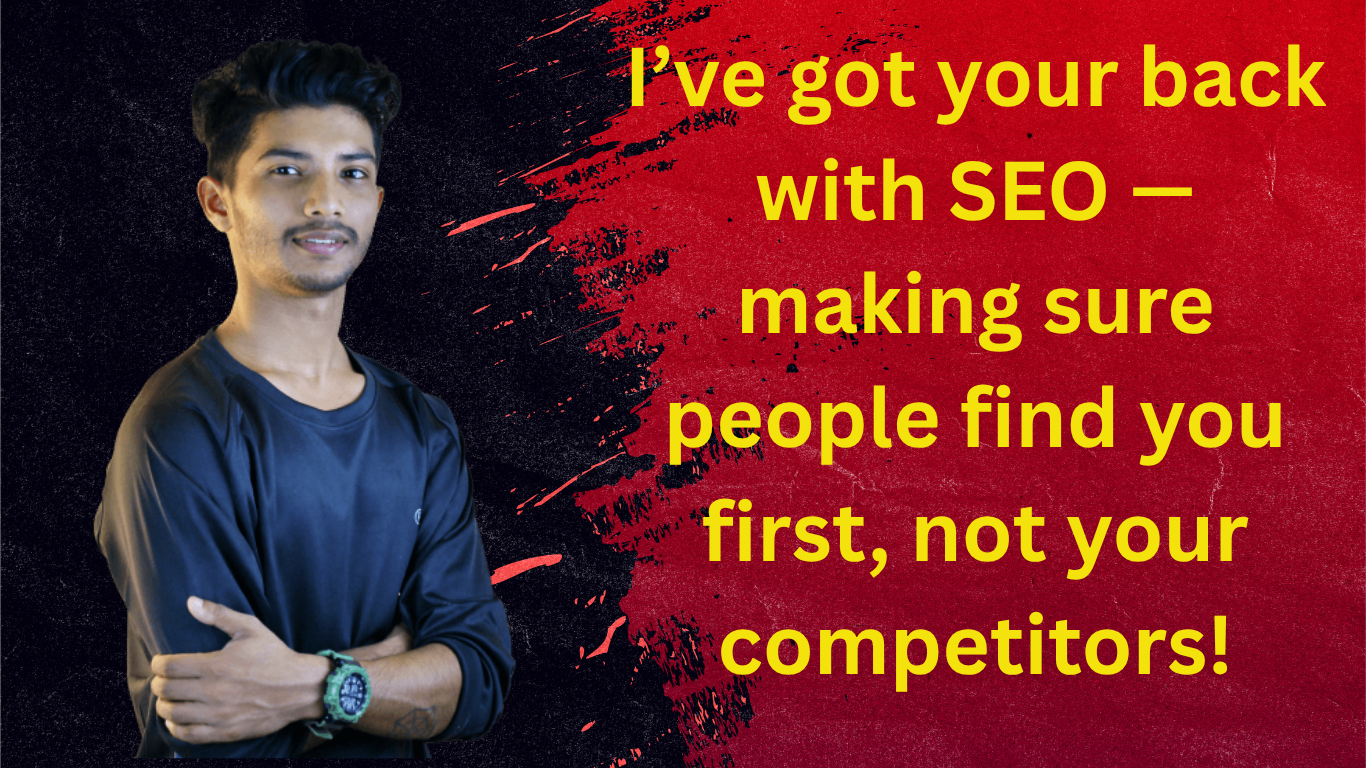 I’ve got your back
with SEO —
making sure
people find you
first, not your
competitors!